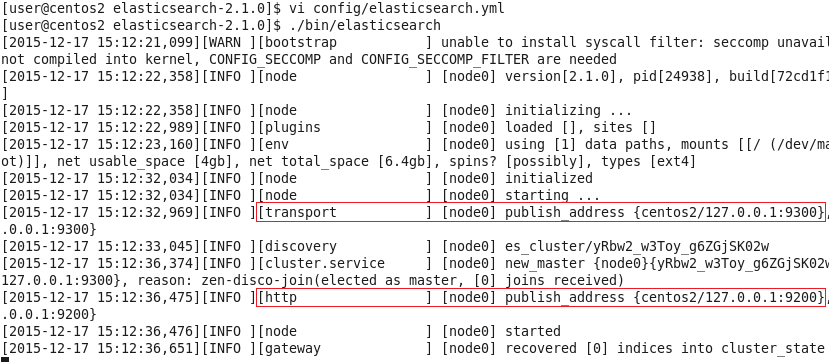 [user@centos2 elasticsearch-2.1.0]$ vi config/elasticsearch.yml
[user@centos2 elasticsearch-2.1.0]$ ./bin/elasticsearch
[2015-12-17 15:12:21,099][WARN ][bootstrap                ] unable to install syscall filter: seccomp unavail
not compiled into kernel, CONFIG_SECCOMP and CONFIG_SECCOMP_FILTER are needed
[2015-12-17 15:12:22,358][INFO ][node                     ] [node0] version[2.1.0], pid[24938], build[72cd1f1
]
[2015-12-17 15:12:22,358][INFO ][node                     ] [node0] initializing ...
[2015-12-17 15:12:22,989][INFO ][plugins                  ] [node0] loaded [], sites []
[2015-12-17 15:12:23,160][INFO ][env                      ] [node0] using [1] data paths, mounts [[/ (/dev/ma
ot)]], net usable_space [4gb], net total_space [6.4gb], spins? [possibly], types [ext4]
[2015-12-17 15:12:32,034][INFO ][node                     ] [node0] initialized
[2015-12-17 15:12:32,034][INFO ][node                     ] [node0] starting ...
[2015-12-17 15:12:32,969][INFO ][transport                ] [node0] publish_address {centos2/127.0.0.1:9300},
.0.0.1:9300}
[2015-12-17 15:12:33,045][INFO ][discovery                ] [node0] es_cluster/yRbw2_w3Toy_g6ZGjSK02w
[2015-12-17 15:12:36,374][INFO ][cluster.service          ] [node0] new_master {node0}{yRbw2_w3Toy_g6ZGjSK02w
127.0.0.1:9300}, reason: zen-disco-join(elected as master, [0] joins received)
[2015-12-17 15:12:36,475][INFO ][http                     ] [node0] publish_address {centos2/127.0.0.1:9200},
.0.0.1:9200}
[2015-12-17 15:12:36,476][INFO ][node                     ] [node0] started
[2015-12-17 15:12:36,651][INFO ][gateway                  ] [node0] recovered [0] indices into cluster_state